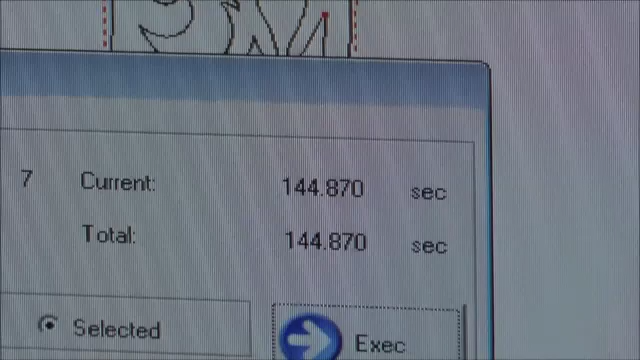 7 Current: 144.870 sec
Total: 144.870 sec
Selected Exec